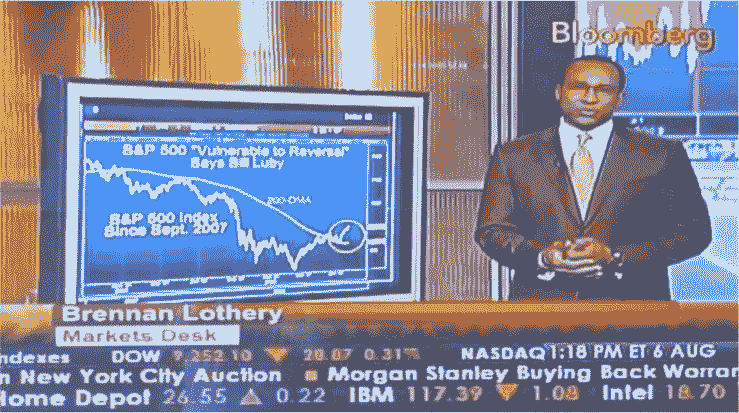 Bloomberg
S&P 500 "Vulnerable to Reversal"
Says Bill Luby
200-DMA
S&P 500 Index
Since Sept. 2007
Brennan Lothery
Markets Desk
ndexes DOW 9,252.10 ▼ 28.87 0.31% NASDAQ 1:18 PM ET 6 AUG
n New York City Auction ■ Morgan Stanley Buying Back Warran
Home Depot 26.55 ▲ 0.22 IBM 117.39 ▼ 1.08 Intel 18.70